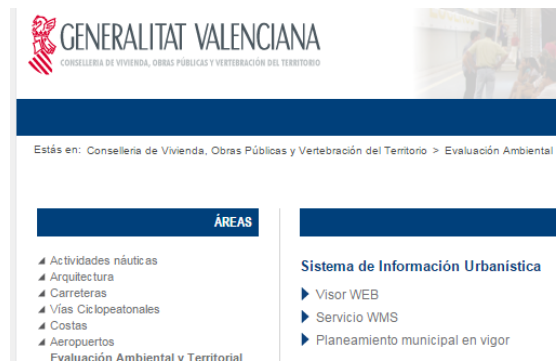 GENERALITAT VALENCIANA
CONSELLERIA DE VIVIENDA, OBRAS PÚBLICAS Y VERTEBRACIÓN DEL TERRITORIO
Estás en: Conselleria de Vivienda, Obras Públicas y Vertebración del Territorio > Evaluación Ambiental
ÁREAS
Actividades náuticas
Arquitectura
Carreteras
Vías Ciclopeatonales
Costas
Aeropuertos
Evaluación Ambiental y Territorial
Sistema de Información Urbanística
Visor WEB
Servicio WMS
Planeamiento municipal en vigor